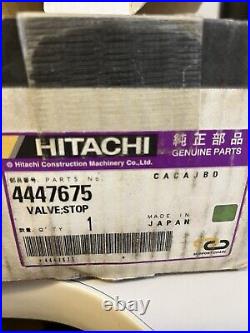 HITACHI
純正部品
GENUINE PARTS
© Hitachi Construction Machinery Co.,Ltd.
部品番号. PARTS No.
CACAJBD
4447675
VALVE;STOP
数量: Q'TY 1
MADE IN
JAPAN
*4447675*